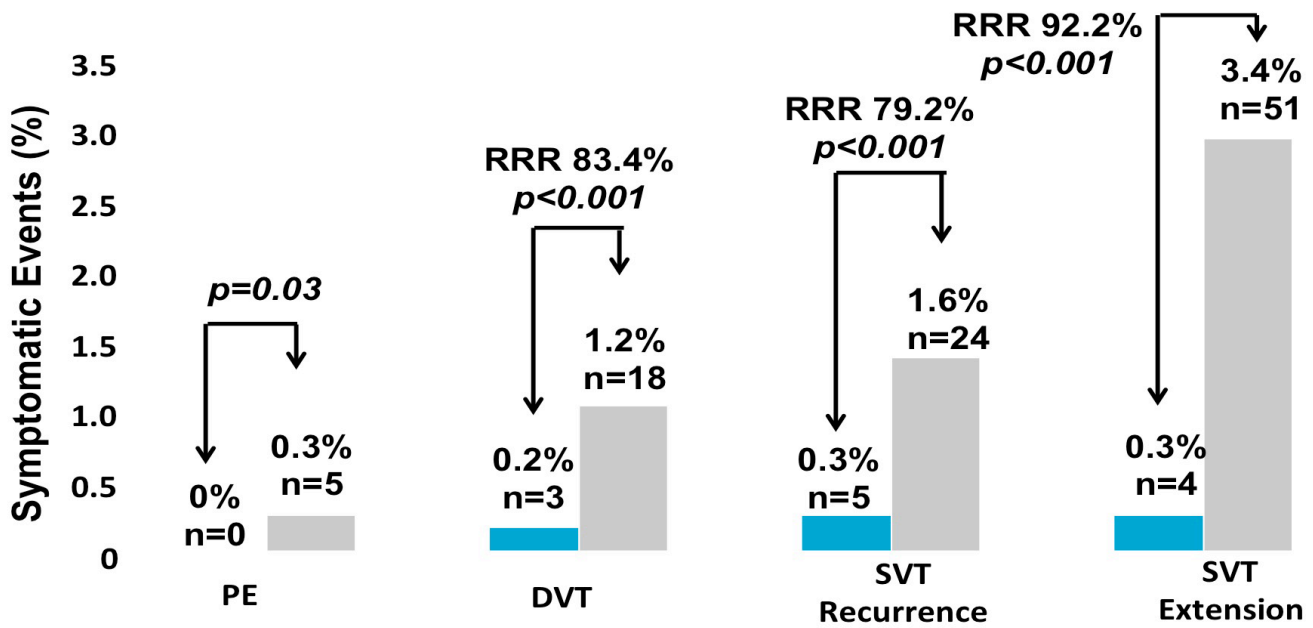 Symptomatic Events (%)
3.5
3.0
2.5
2.0
1.5
1.0
0.5
0
p=0.03
0%
n=0
0.3%
n=5
PE
RRR 83.4%
p<0.001
0.2%
n=3
1.2%
n=18
DVT
RRR 79.2%
p<0.001
0.3%
n=5
1.6%
n=24
SVT
Recurrence
RRR 92.2%
p<0.001
0.3%
n=4
3.4%
n=51
SVT
Extension